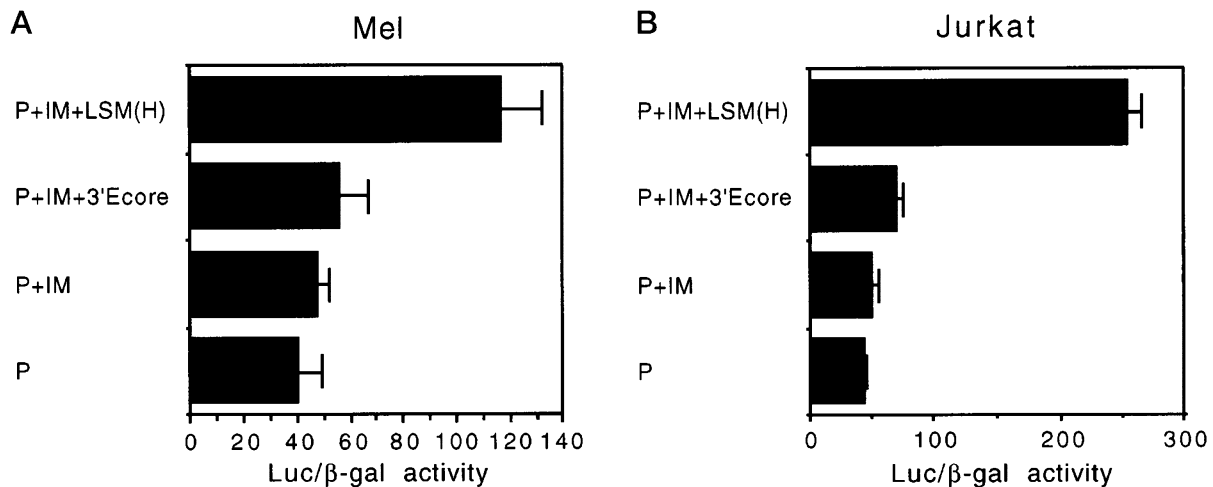 A
Mel
P+IM+LSM(H)
P+IM+3'Ecore
P+IM
P
0 20 40 60 80 100 120 140
Luc/β-gal activity
B
Jurkat
P+IM+LSM(H)
P+IM+3'Ecore
P+IM
P
0 100 200 300
Luc/β-gal activity